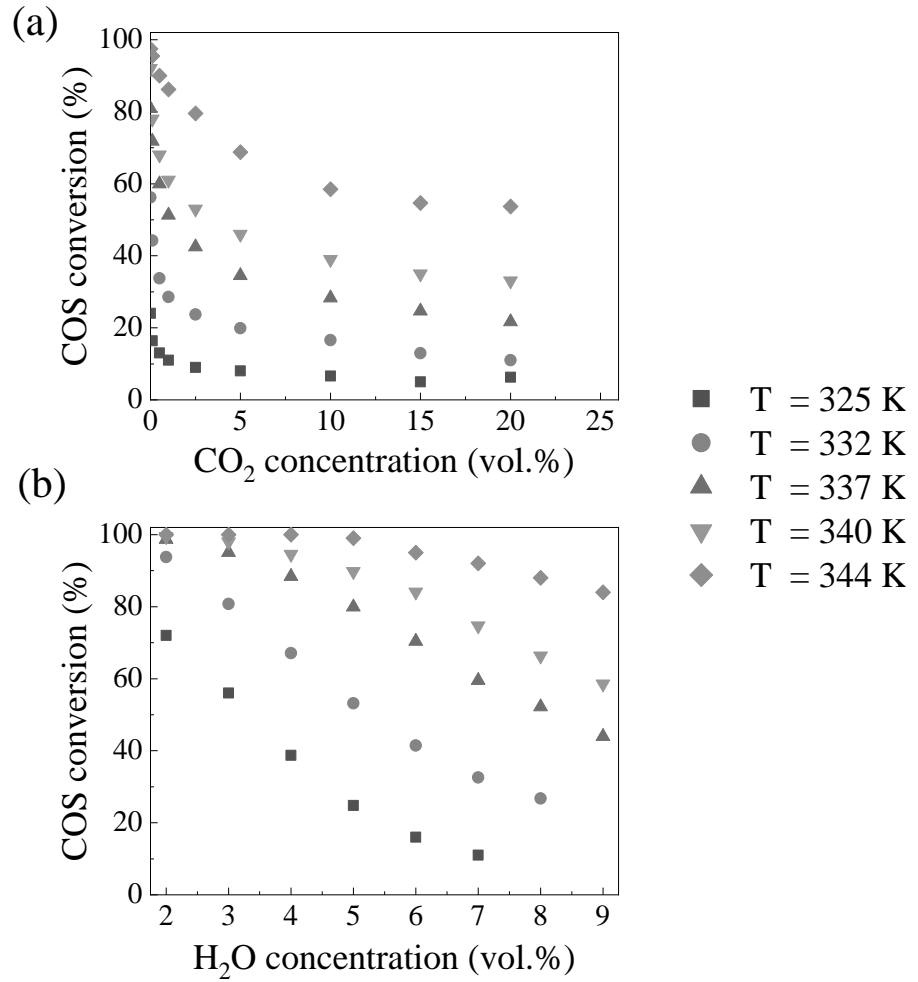 (a)
100
80
60
40
20
0
COS conversion (%)
0 5 10 15 20 25
CO₂ concentration (vol.%)
(b)
100
80
60
40
20
0
COS conversion (%)
2 3 4 5 6 7 8 9
H₂O concentration (vol.%)
T = 325 K
T = 332 K
T = 337 K
T = 340 K
T = 344 K